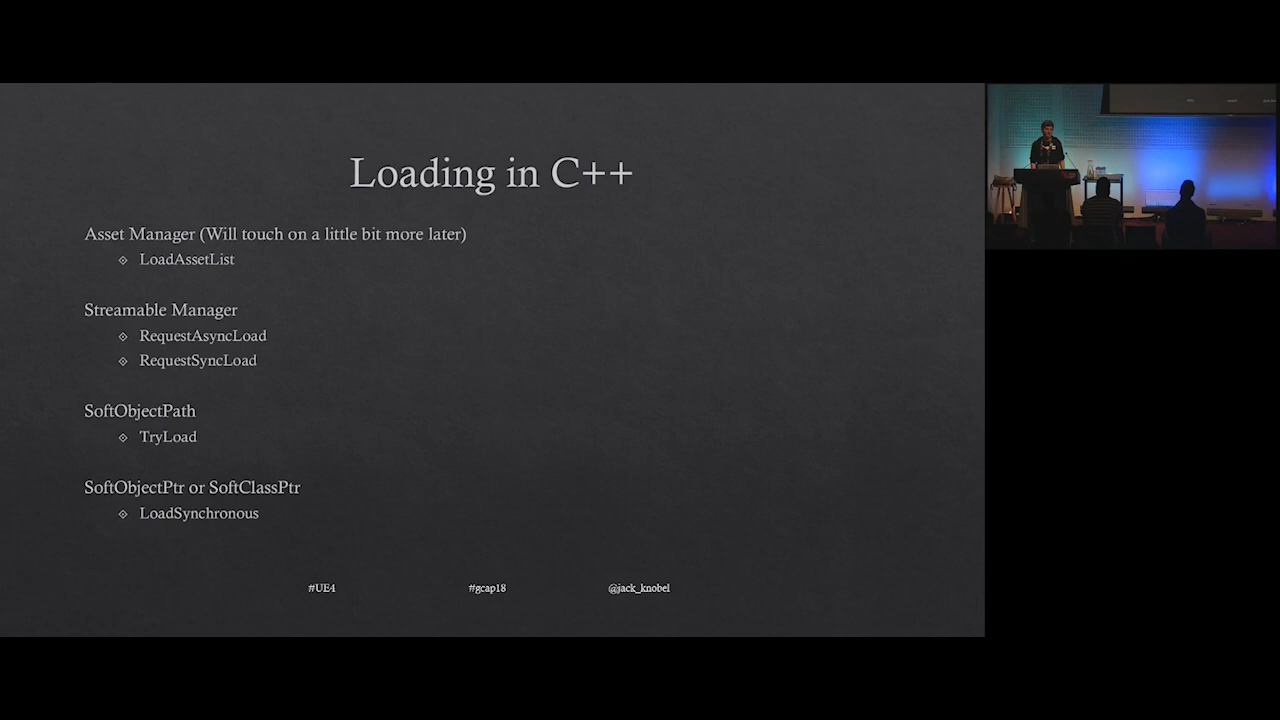 Loading in C++
Asset Manager (Will touch on a little bit more later)
LoadAssetList
Streamable Manager
RequestAsyncLoad
RequestSyncLoad
SoftObjectPath
TryLoad
SoftObjectPtr or SoftClassPtr
LoadSynchronous
#UE4 #gcap18 @jack_knobel